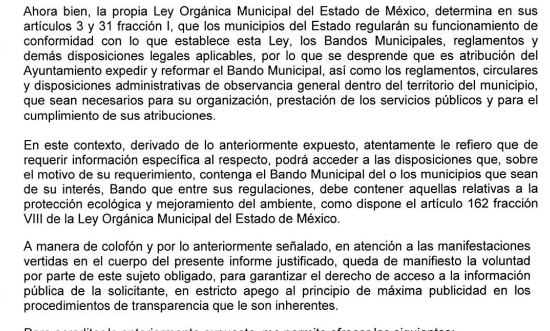 Ahora bien, la propia Ley Orgánica Municipal del Estado de México, determina en sus
artículos 3 y 31 fracción I, que los municipios del Estado regularán su funcionamiento de
conformidad con lo que establece esta Ley, los Bandos Municipales, reglamentos y
demás disposiciones legales aplicables, por lo que se desprende que es atribución del
Ayuntamiento expedir y reformar el Bando Municipal, así como los reglamentos, circulares
y disposiciones administrativas de observancia general dentro del territorio del municipio,
que sean necesarios para su organización, prestación de los servicios públicos y para el
cumplimiento de sus atribuciones.
En este contexto, derivado de lo anteriormente expuesto, atentamente le refiero que de
requerir información específica al respecto, podrá acceder a las disposiciones que, sobre
el motivo de su requerimiento, contenga el Bando Municipal del o los municipios que sean
de su interés, Bando que entre sus regulaciones, debe contener aquellas relativas a la
protección ecológica y mejoramiento del ambiente, como dispone el artículo 162 fracción
VIII de la Ley Orgánica Municipal del Estado de México.
A manera de colofón y por lo anteriormente señalado, en atención a las manifestaciones
vertidas en el cuerpo del presente informe justificado, queda de manifiesto la voluntad
por parte de este sujeto obligado, para garantizar el derecho de acceso a la información
pública de la solicitante, en estricto apego al principio de máxima publicidad en los
procedimientos de transparencia que le son inherentes.